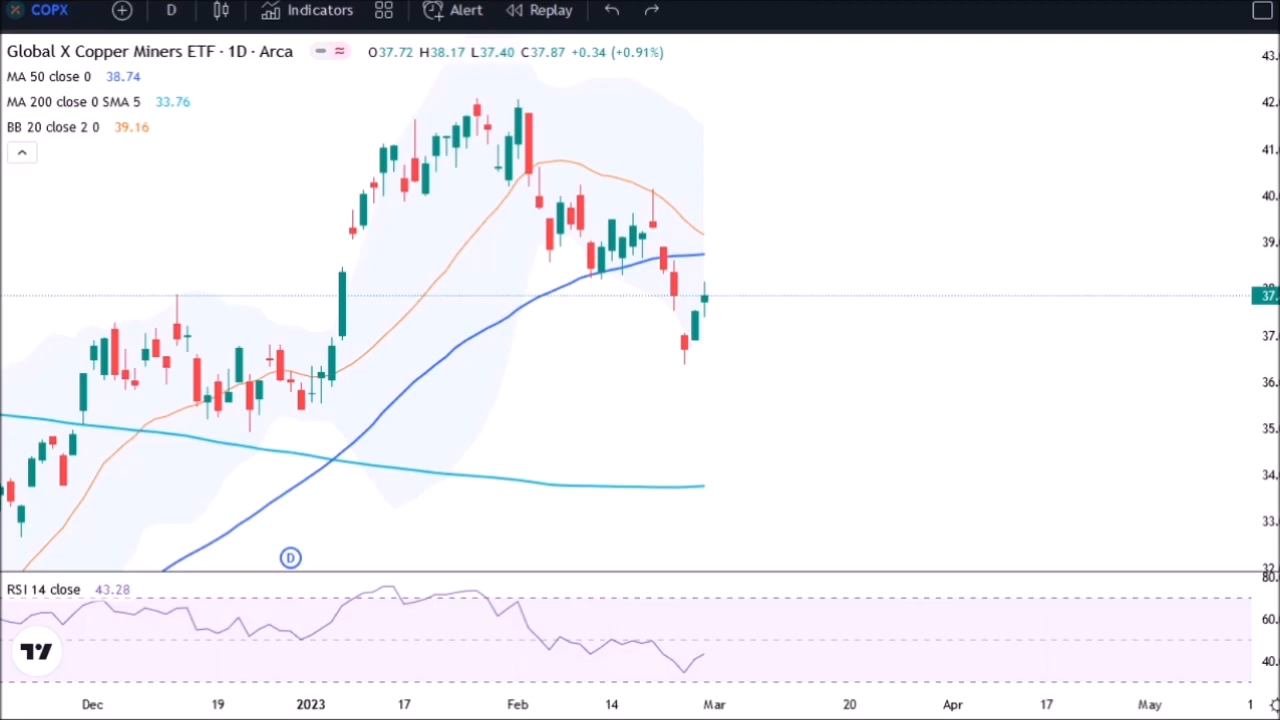 COPX D Indicators Alert Replay
Global X Copper Miners ETF · 1D · Arca O37.72 H38.17 L37.40 C37.87 +0.34 (+0.91%)
MA 50 close 0 38.74
MA 200 close 0 SMA 5 33.76
BB 20 close 2 0 39.16
43.
42.
41.
40.
39.
37.
37.
36.
35.
34.
33.
D
RSI 14 close 43.28
80.
60.
40.
Dec 19 2023 17 Feb 14 Mar 20 Apr 17 May 1